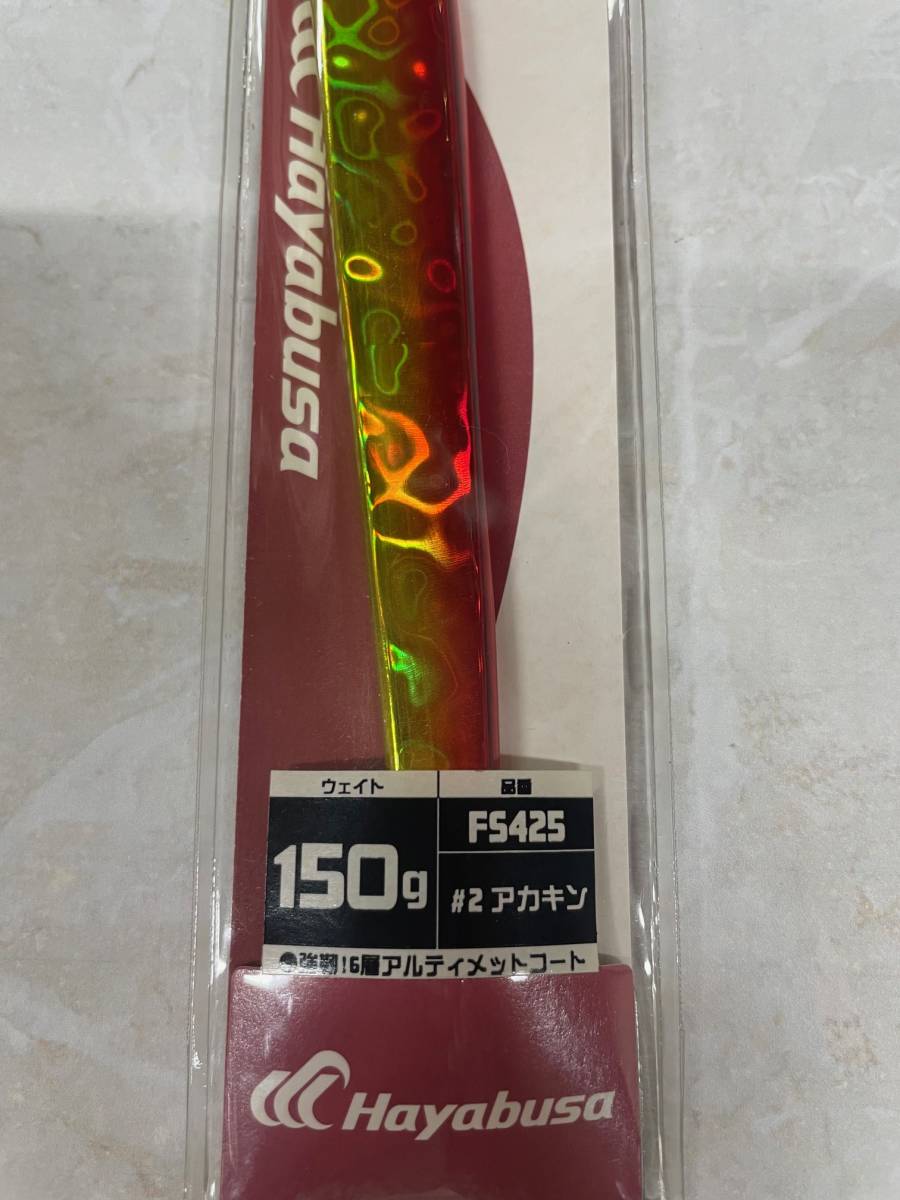 Hayabusa
ウェイト
品番
150g
FS425
#2 アカキン
●強靭!6層アルティメットコート
Hayabusa